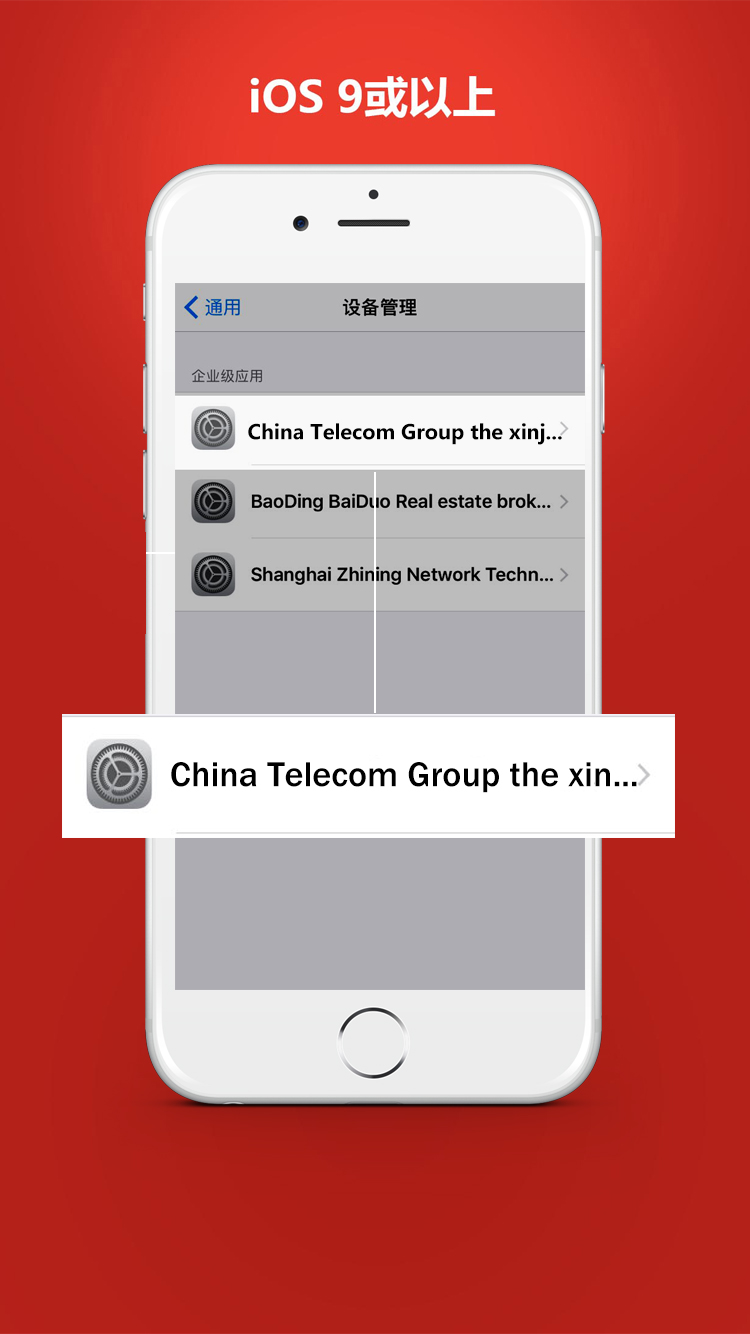 iOS 9或以上
通用
设备管理
企业级应用
China Telecom Group the xinj...
BaoDing BaiDuo Real estate brok...
Shanghai Zhining Network Techn...
China Telecom Group the xin...